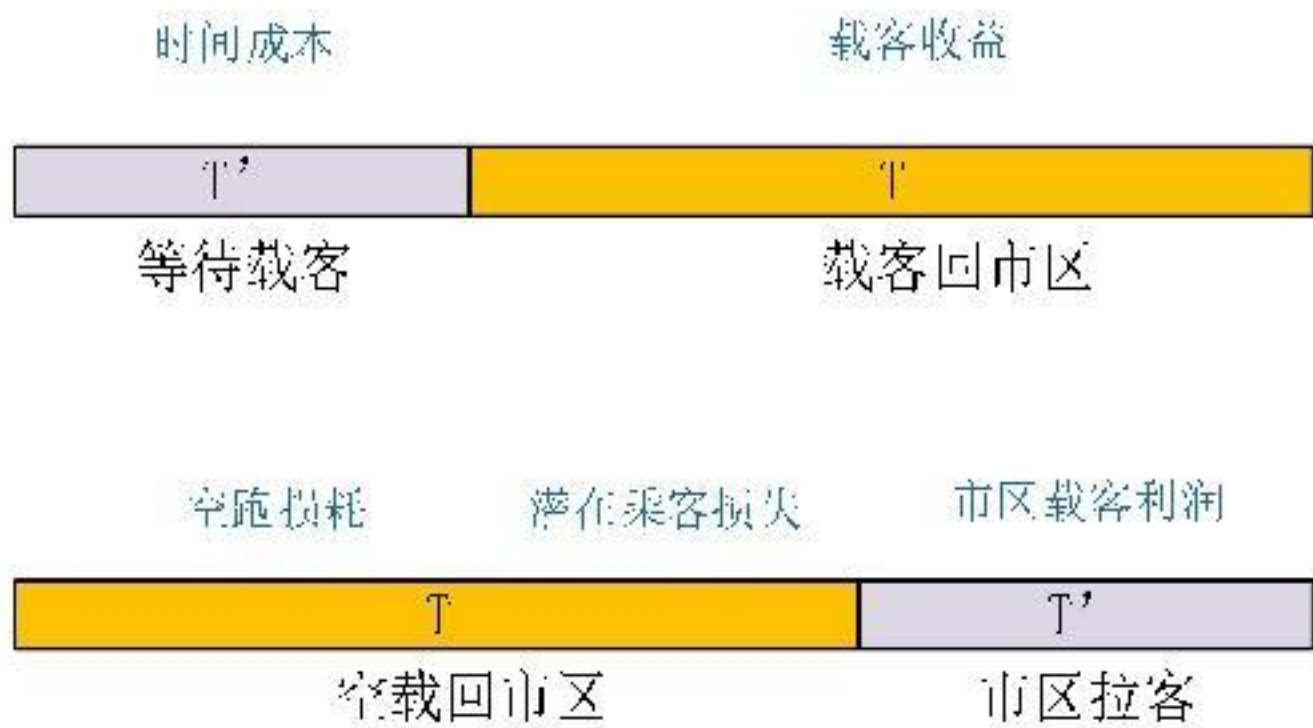 时间成本 载客收益
T’ T
等待载客 载客回市区
空跑损耗 潜在乘客损失 市区载客利润
T T’
空载回市区 市区拉客